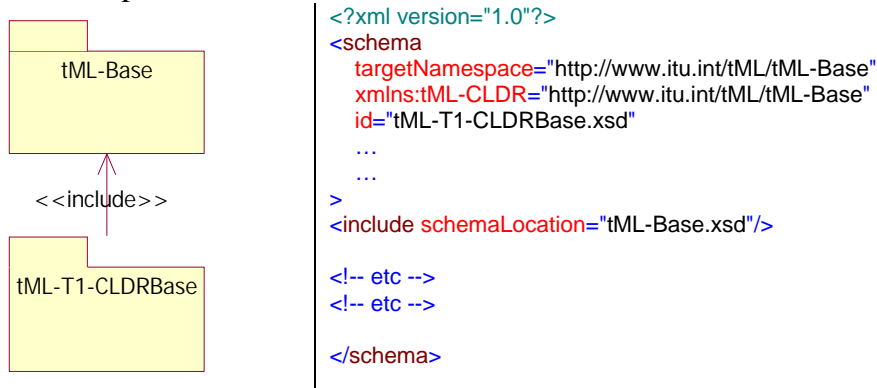 tML-Base
<<include>>
tML-T1-CLDRBase
<?xml version="1.0"?>
<schema
targetNamespace="http://www.itu.int/tML/tML-Base"
xmlns:tML-CLDR="http://www.itu.int/tML/tML-Base"
id="tML-T1-CLDRBase.xsd"
…
…
>
<include schemaLocation="tML-Base.xsd"/>
<!-- etc -->
<!-- etc -->
</schema>